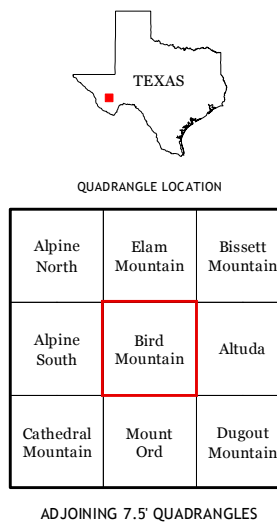 TEXAS
QUADRANGLE LOCATION
Alpine
North
Elam
Mountain
Bissett
Mountain
Alpine
South
Bird
Mountain
Altuda
Cathedral
Mountain
Mount
Ord
Dugout
Mountain
ADJOINING 7.5' QUADRANGLES